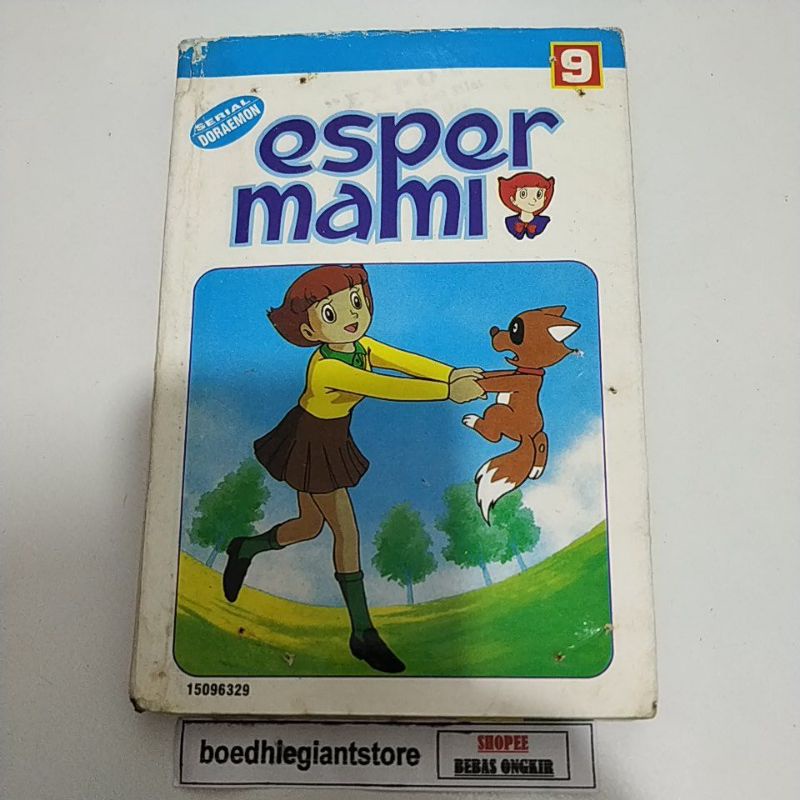 9
SERIAL
DORAEMON
esper
mami
15096329
boedhiegiantstore
SHOPEE
BEBAS ONGKIR